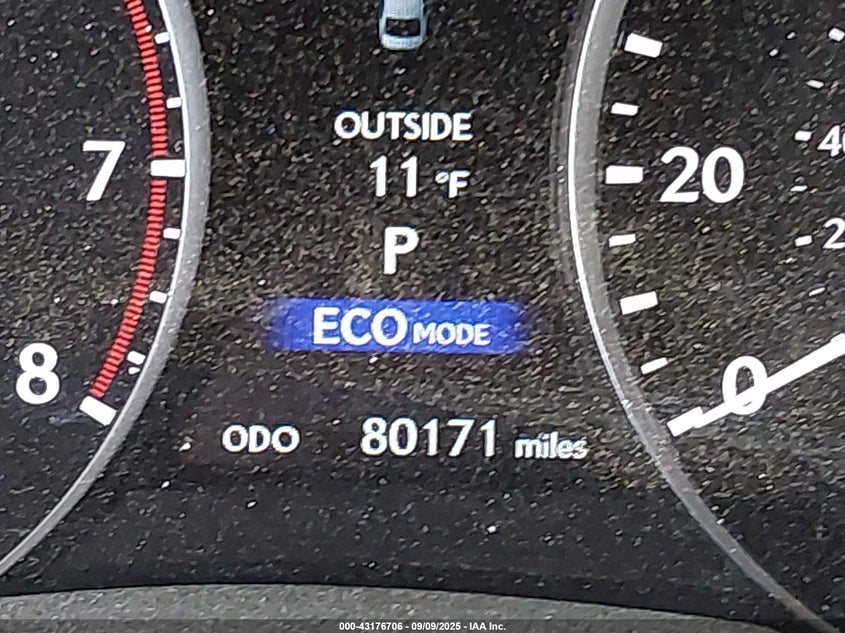 OUTSIDE
11 °F
P
ECO MODE
ODO 80171 miles
7
8
20
0
000-43176706 - 09/09/2025 - IAA Inc.